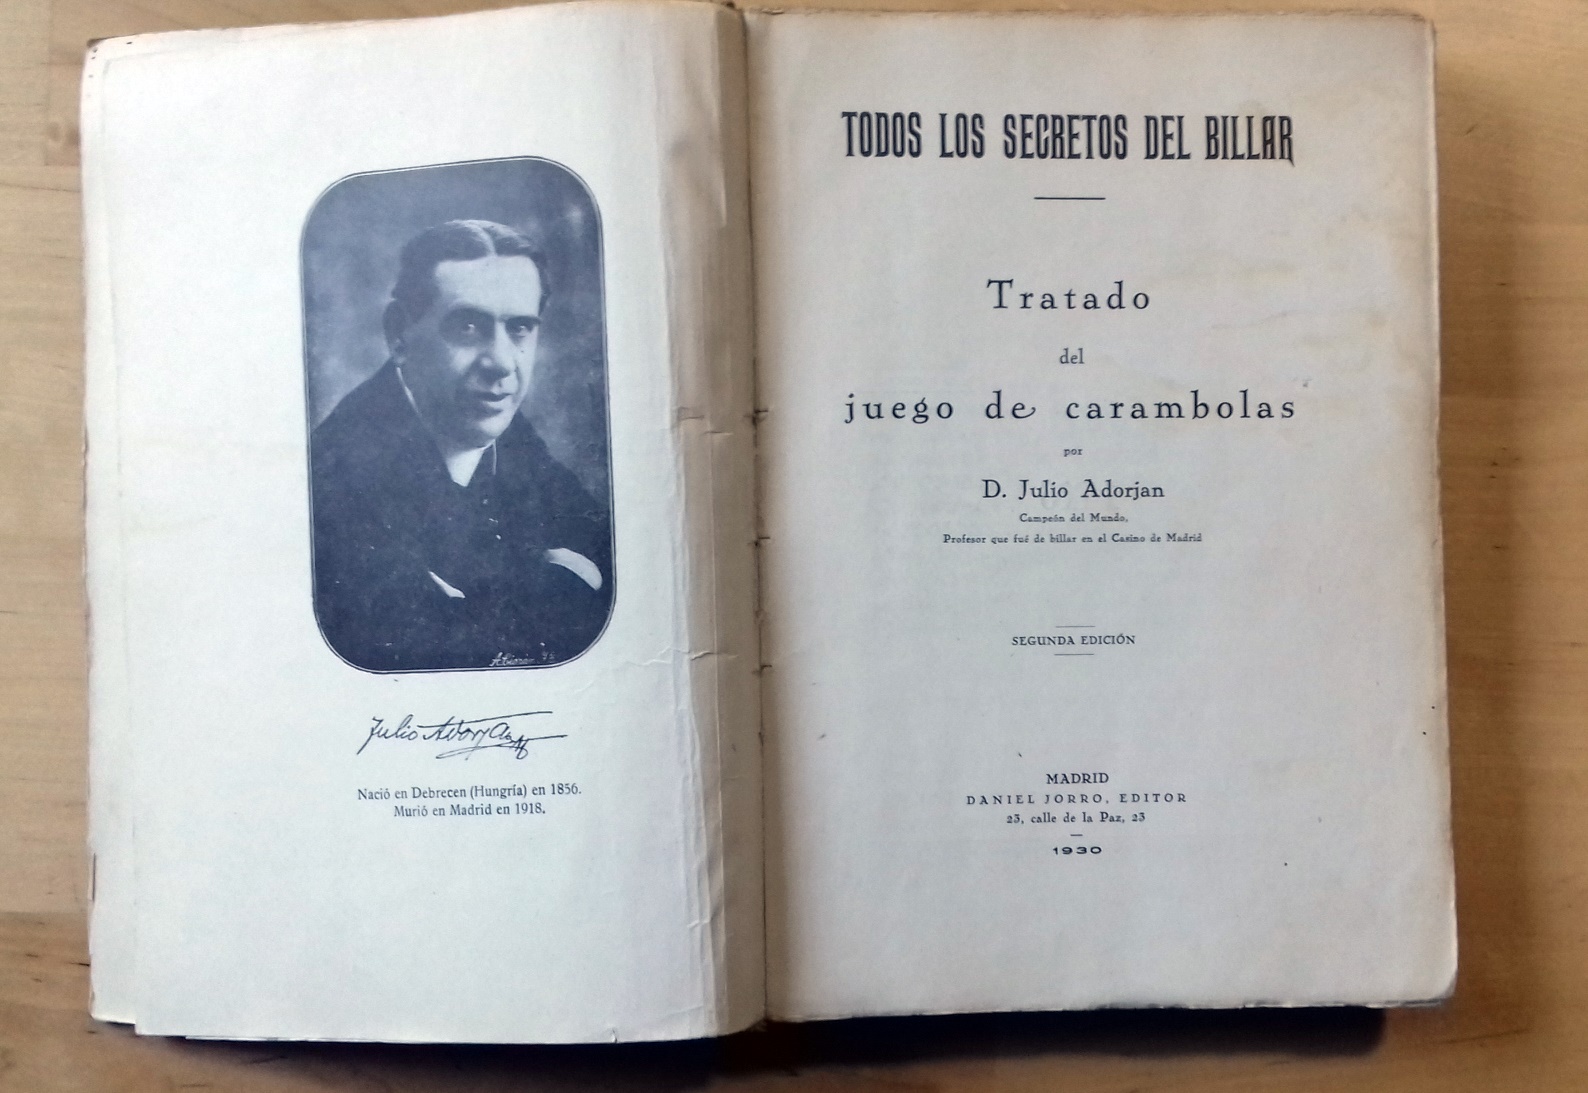 Julio Adorjan
Nació en Debrecen (Hungría) en 1856.
Murió en Madrid en 1918.
TODOS LOS SECRETOS DEL BILLAR
Tratado
del
juego de carambolas
por
D. Julio Adorjan
Campeón del Mundo,
Profesor que fué de billar en el Casino de Madrid
SEGUNDA EDICIÓN
MADRID
DANIEL JORRO, EDITOR
23, calle de la Paz, 23
1930